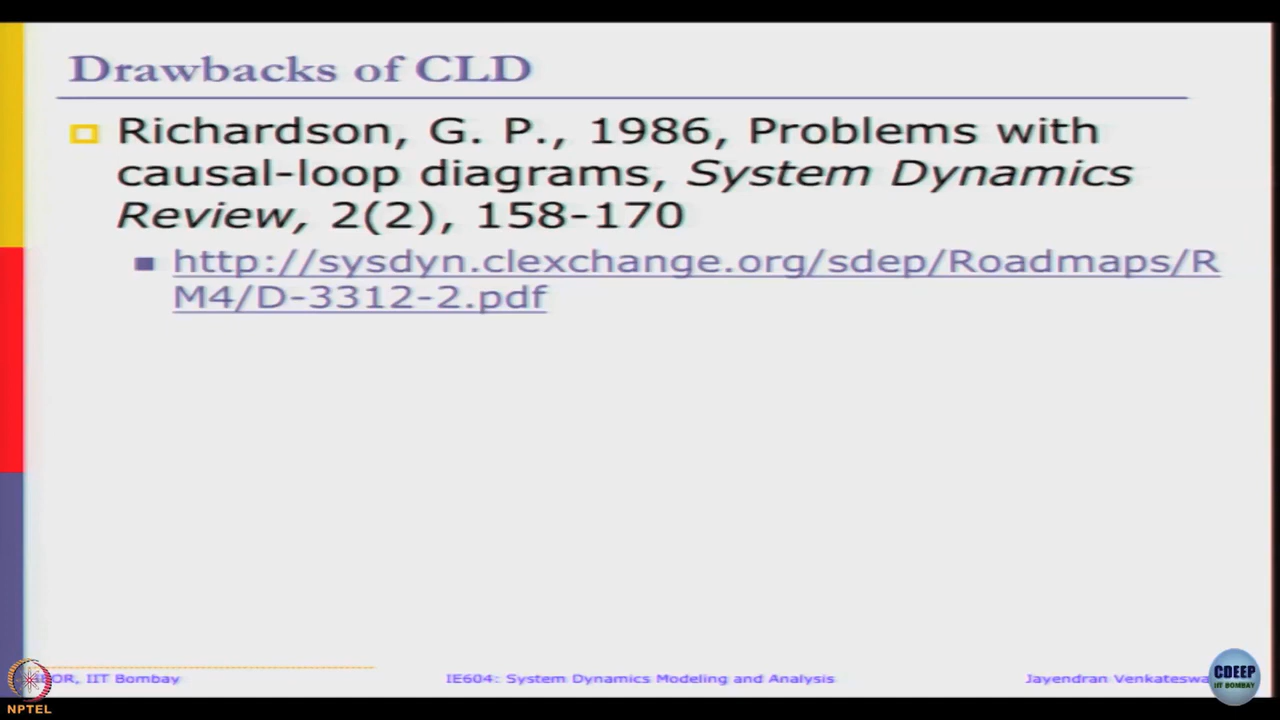 Drawbacks of CLD
Richardson, G. P., 1986, Problems with
causal-loop diagrams, System Dynamics
Review, 2(2), 158-170
http://sysdyn.clexchange.org/sdep/Roadmaps/R
M4/D-3312-2.pdf
OR, IIT Bombay
IE604: System Dynamics Modeling and Analysis
Jayendran Venkateswa
CDEEP
IIT BOMBAY
NPTEL